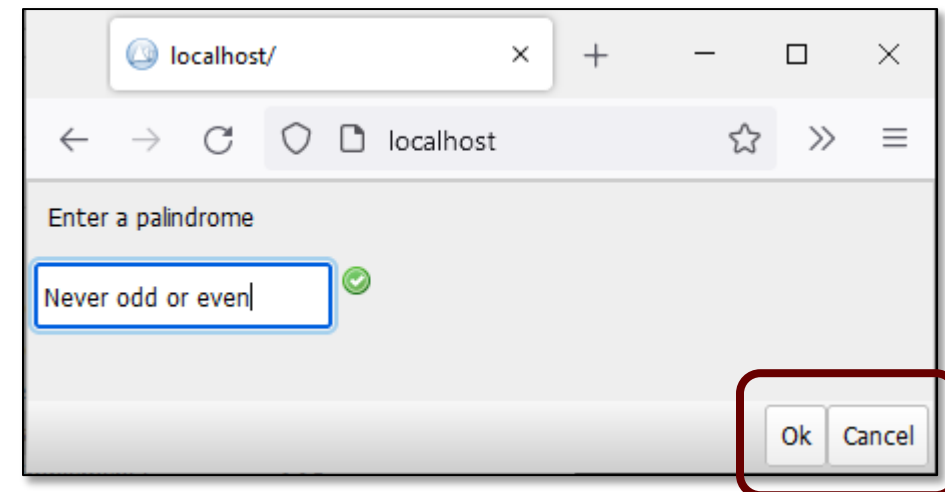 localhost/
localhost
Enter a palindrome
Never odd or even
Ok Cancel